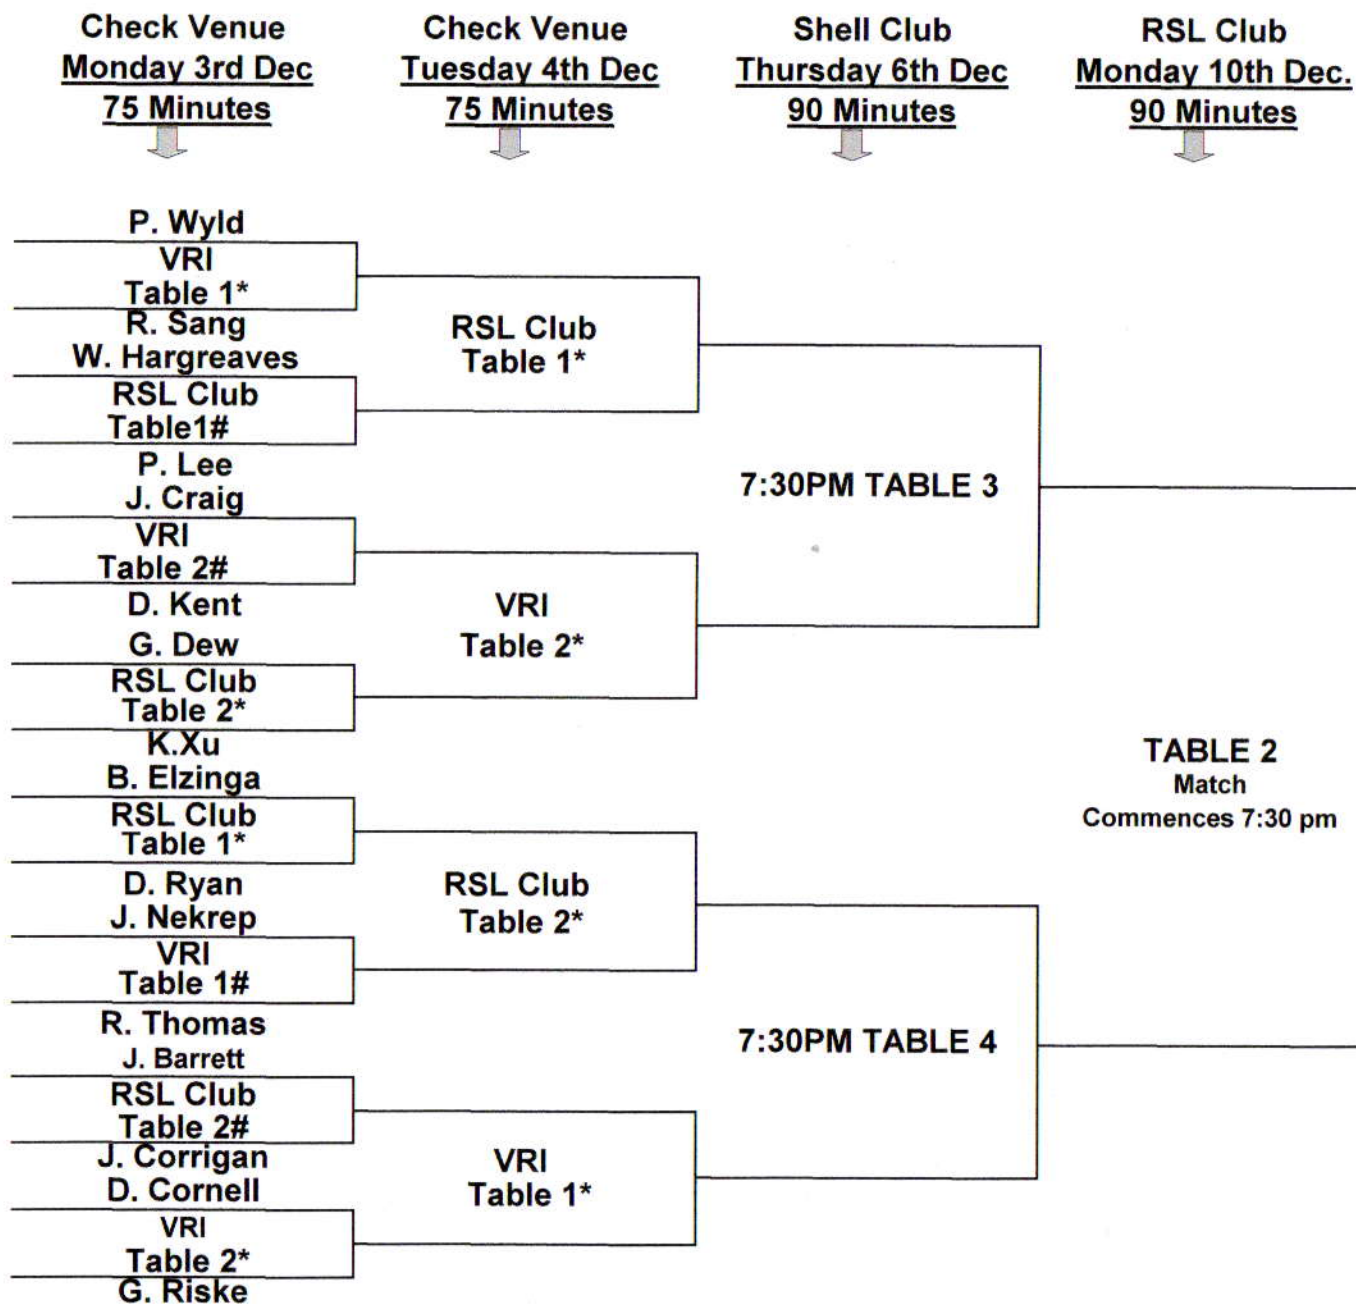 Check Venue
Monday 3rd Dec
75 Minutes
Check Venue
Tuesday 4th Dec
75 Minutes
Shell Club
Thursday 6th Dec
90 Minutes
RSL Club
Monday 10th Dec.
90 Minutes
P. Wyld
VRI
Table 1*
R. Sang
W. Hargreaves
RSL Club
Table1#
P. Lee
J. Craig
VRI
Table 2#
D. Kent
G. Dew
RSL Club
Table 2*
K.Xu
B. Elzinga
RSL Club
Table 1*
D. Ryan
J. Nekrep
VRI
Table 1#
R. Thomas
J. Barrett
RSL Club
Table 2#
J. Corrigan
D. Cornell
VRI
Table 2*
G. Riske
RSL Club
Table 1*
VRI
Table 2*
RSL Club
Table 2*
VRI
Table 1*
7:30PM TABLE 3
7:30PM TABLE 4
TABLE 2
Match
Commences 7:30 pm